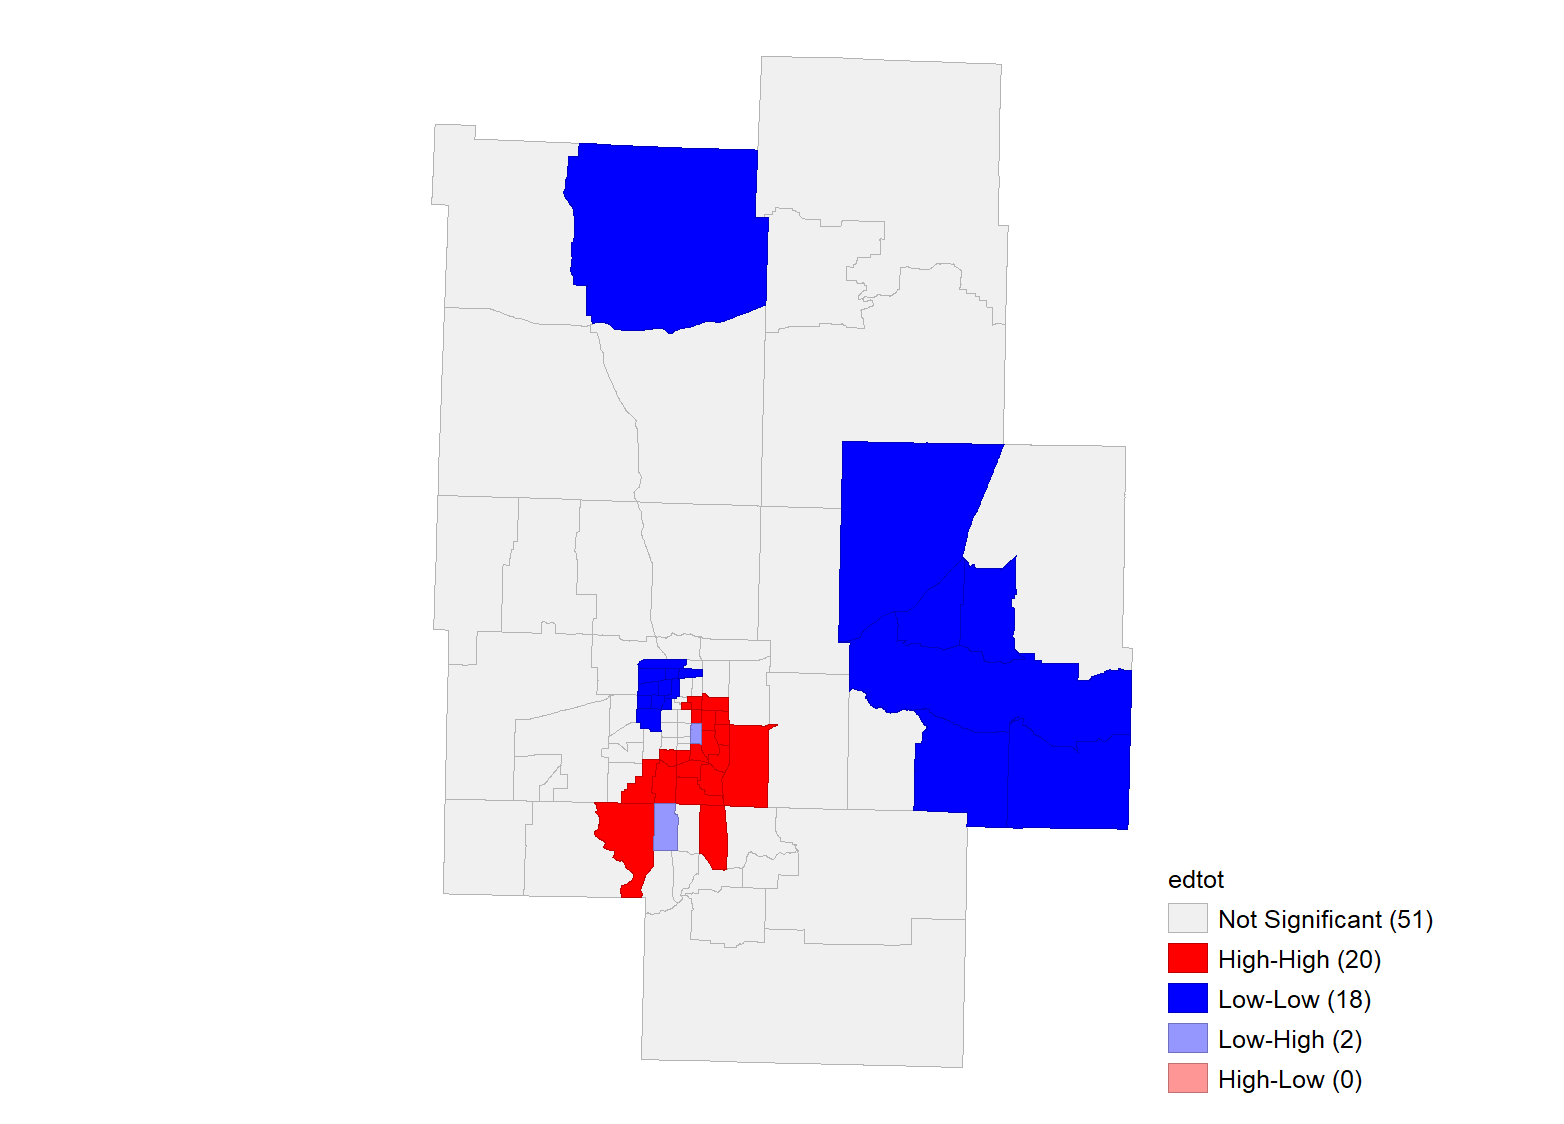 edtot
Not Significant (51)
High-High (20)
Low-Low (18)
Low-High (2)
High-Low (0)